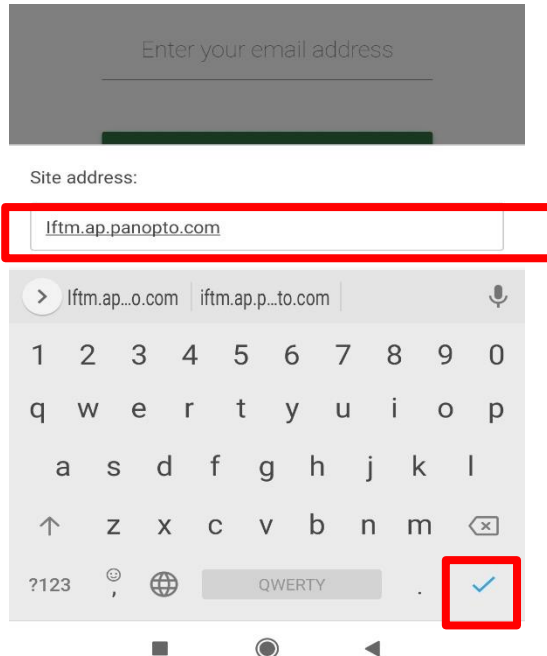 Enter your email address
Site address:
Iftm.ap.panopto.com
Iftm.ap...o.com iftm.ap.p...to.com
1 2 3 4 5 6 7 8 9 0
q w e r t y u i o p
a s d f g h j k l
z x c v b n m
?123 , QWERTY .